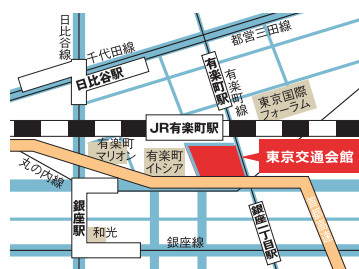 日比谷線
千代田線
都営三田線
日比谷駅
有楽町駅
有楽町線
東京国際
フォーラム
JR有楽町駅
有楽町
マリオン
有楽町
イトシア
東京交通会館
丸の内線
銀座駅
和光
銀座線
銀座一丁目駅